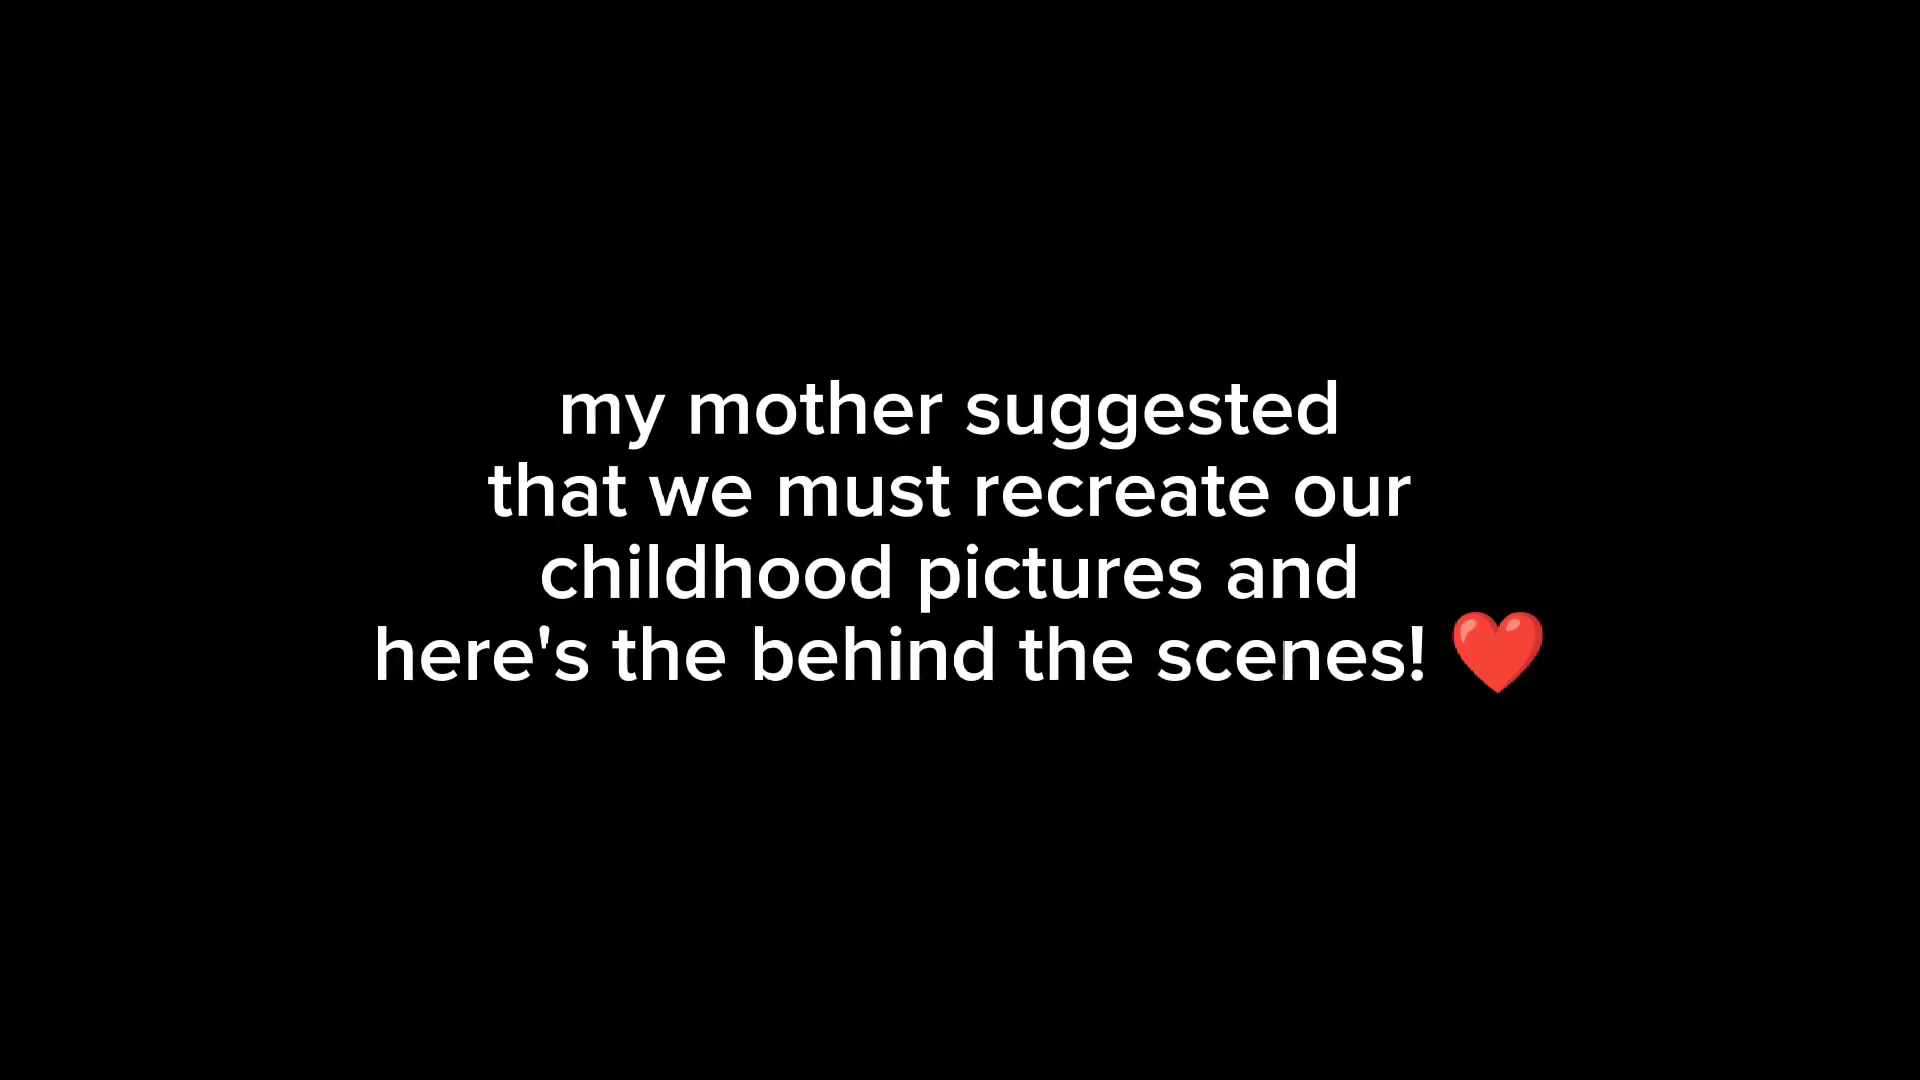 my mother suggested
that we must recreate our
childhood pictures and
here's the behind the scenes! ❤️